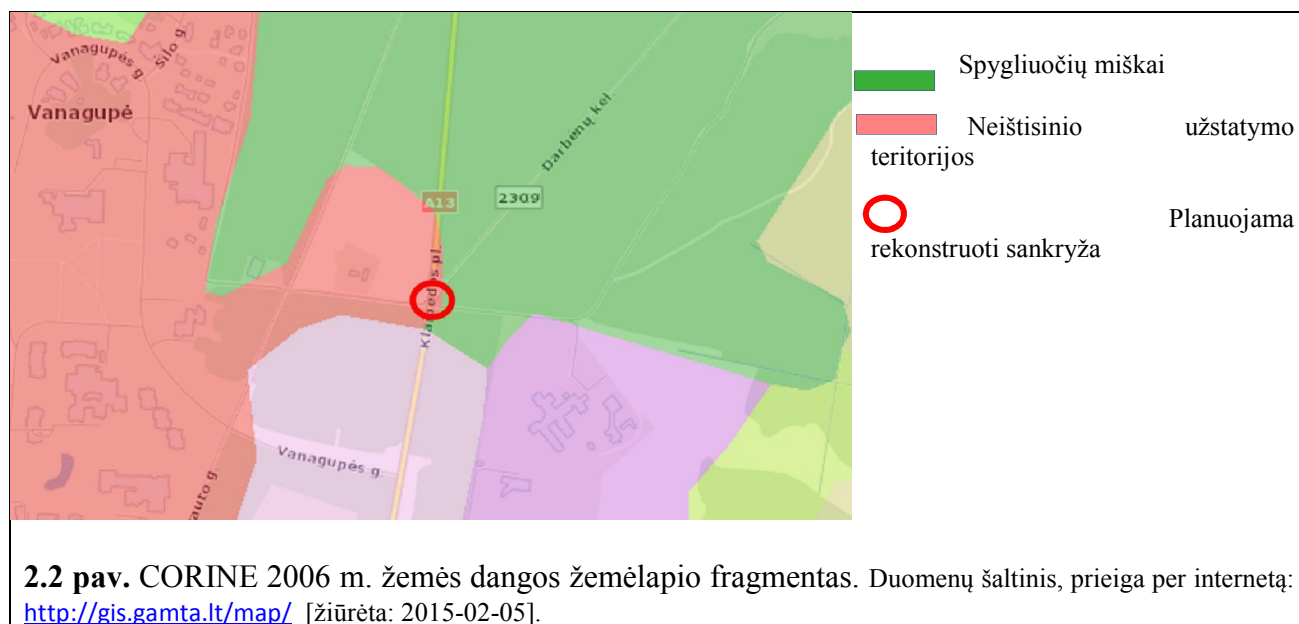 Vanagupės g.
Šilo g.
Vanagupė
Darbėnų kel.
A13
2309
Klaipėdos pl.
Vanagupės g.
auto g.
Spygliuočių miškai
Neištisinio užstatymo
teritorijos
Planuojama
rekonstruoti sankryža
2.2 pav. CORINE 2006 m. žemės dangos žemėlapio fragmentas. Duomenų šaltinis, prieiga per internetą:
http://gis.gamta.lt/map/ [žiūrėta: 2015-02-05].